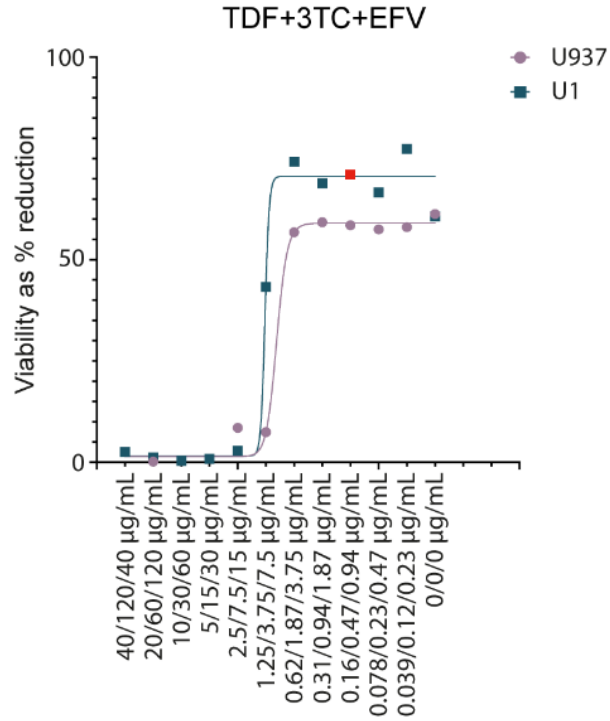 TDF+3TC+EFV
100
50
0
Viability as % reduction
U937
U1
40/120/40 µg/mL
20/60/120 µg/mL
10/30/60 µg/mL
5/15/30 µg/mL
2.5/7.5/15 µg/mL
1.25/3.75/7.5 µg/mL
0.62/1.87/3.75 µg/mL
0.31/0.94/1.87 µg/mL
0.16/0.47/0.94 µg/mL
0.078/0.23/0.47 µg/mL
0.039/0.12/0.23 µg/mL
0/0/0 µg/mL